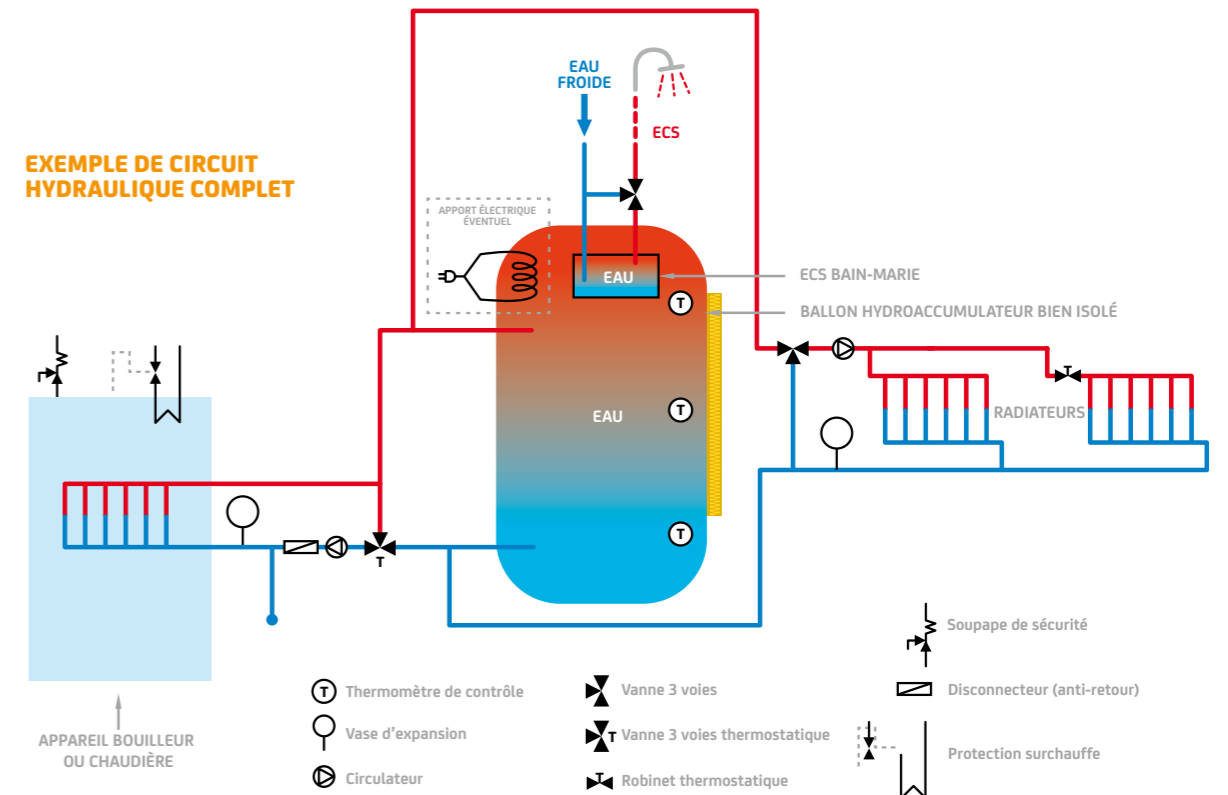 EXEMPLE DE CIRCUIT
HYDRAULIQUE COMPLET
EAU
FROIDE
ECS
APPORT ÉLECTRIQUE
ÉVENTUEL
EAU
ECS BAIN-MARIE
T
BALLON HYDROACCUMULATEUR BIEN ISOLÉ
T
EAU
T
RADIATEURS
T
T
T
APPAREIL BOUILLEUR
OU CHAUDIÈRE
T Thermomètre de contrôle
Vase d'expansion
Circulateur
Vanne 3 voies
T Vanne 3 voies thermostatique
T Robinet thermostatique
Soupape de sécurité
Disconnecteur (anti-retour)
Protection surchauffe